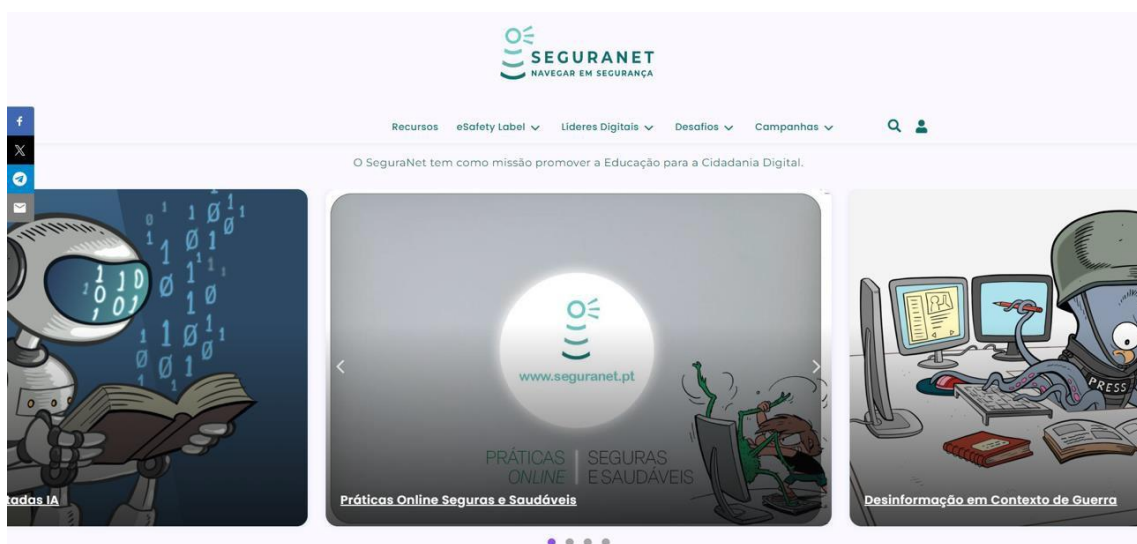 SEGURANET
NAVEGAR EM SEGURANÇA
Recursos eSafety Label Líderes Digitais Desafios Campanhas
O SeguraNet tem como missão promover a Educação para a Cidadania Digital.
www.seguranet.pt
PRÁTICAS ONLINE | SEGURAS E SAUDÁVEIS
PRESS
tadas IA
Práticas Online Seguras e Saudáveis
Desinformação em Contexto de Guerra